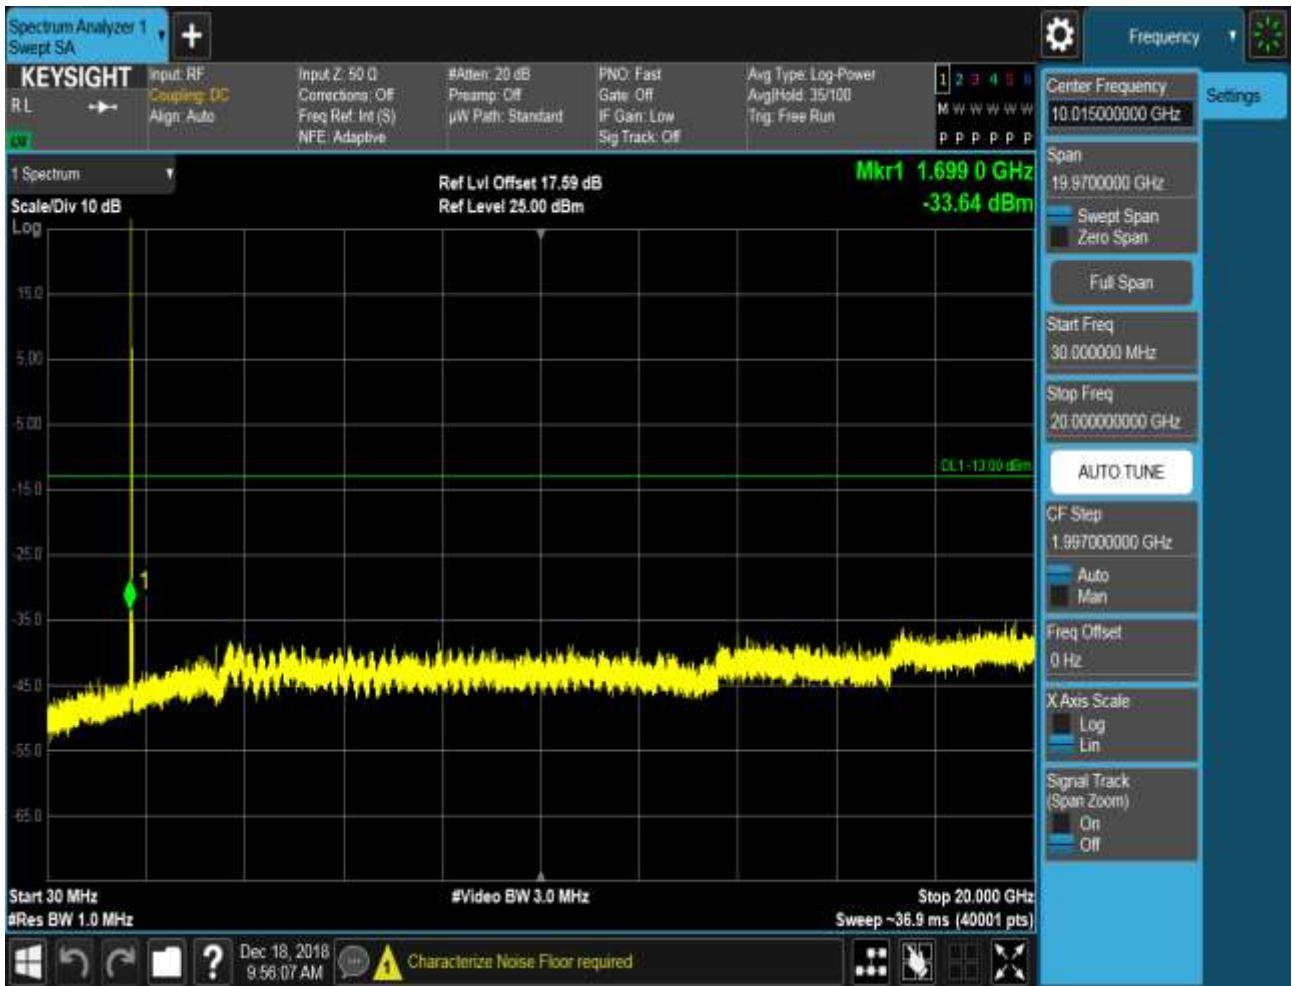 Spectrum Analyzer 1
Swept SA
Frequency
KEYSIGHT
RL
Input: RF
Coupling: DC
Align: Auto
Input Z: 50 Ω
Corrections: Off
Freq Ref: Int (S)
NFE: Adaptive
#Atten: 20 dB
Preamp: Off
µW Path: Standard
PNO: Fast
Gate: Off
IF Gain: Low
Sig Track: Off
Avg Type: Log-Power
Avg|Hold: 35/100
Trig: Free Run
1 2 3 4 5 6
M W W W W W
P P P P P P
Settings
Center Frequency
10.015000000 GHz
Span
19.9700000 GHz
Swept Span
Zero Span
Full Span
Start Freq
30.000000 MHz
Stop Freq
20.000000000 GHz
AUTO TUNE
CF Step
1.997000000 GHz
Auto
Man
Freq Offset
0 Hz
X Axis Scale
Log
Lin
Signal Track
(Span Zoom)
On
Off
1 Spectrum
Scale/Div 10 dB
Log
Ref Lvl Offset 17.59 dB
Ref Level 25.00 dBm
Mkr1 1.699 0 GHz
-33.64 dBm
15.0
5.00
-5.00
-15.0
-25.0
-35.0
-45.0
-55.0
-65.0
DL1 -13.00 dBm
1
Start 30 MHz
#Video BW 3.0 MHz
Stop 20.000 GHz
#Res BW 1.0 MHz
Sweep ~36.9 ms (40001 pts)
?
Dec 18, 2018
9:56:07 AM
1
Characterize Noise Floor required